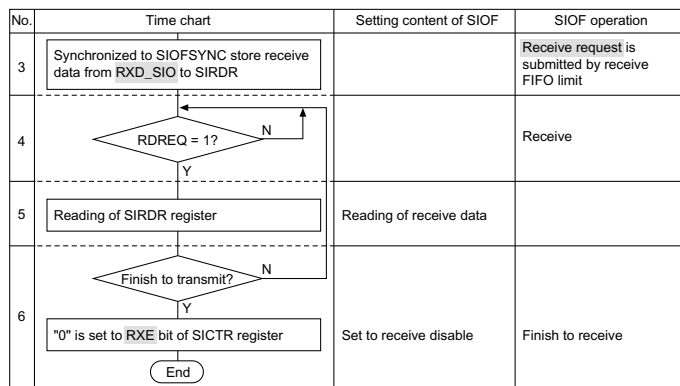 No.
Time chart
Setting content of SIOF
SIOF operation
3
Synchronized to SIOFSYNC store receive
data from RXD_SIO to SIRDR
Receive request is
submitted by receive
FIFO limit
4
RDREQ = 1?
N
Y
Receive
5
Reading of SIRDR register
Reading of receive data
6
Finish to transmit?
N
Y
"0" is set to RXE bit of SICTR register
Set to receive disable
Finish to receive
End